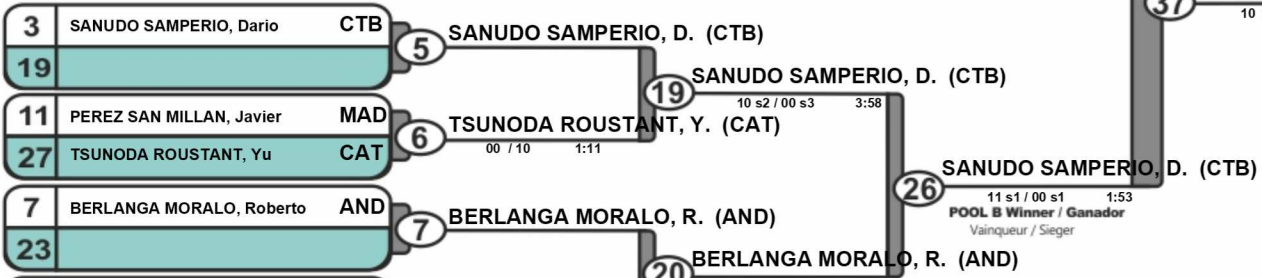 3 SANUDO SAMPERIO, Dario CTB
19
5
SANUDO SAMPERIO, D. (CTB)
11 PEREZ SAN MILLAN, Javier MAD
27 TSUNODA ROUSTANT, Yu CAT
6
TSUNODA ROUSTANT, Y. (CAT)
00 / 10 1:11
19
SANUDO SAMPERIO, D. (CTB)
10 s2 / 00 s3 3:58
7 BERLANGA MORALO, Roberto AND
23
7
BERLANGA MORALO, R. (AND)
20
BERLANGA MORALO, R. (AND)
26
SANUDO SAMPERIO, D. (CTB)
11 s1 / 00 s1 1:53
POOL B Winner / Ganador
Vainqueur / Sieger
37
10